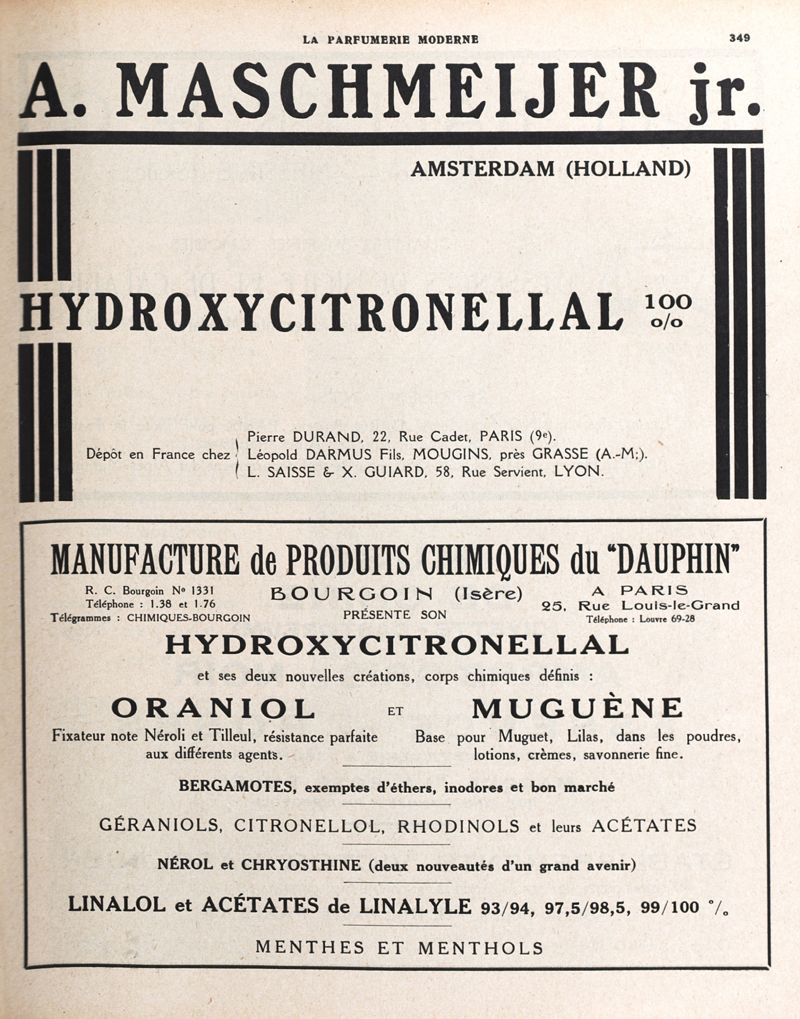 LA PARFUMERIE MODERNE 349
A. MASCHMEIJER jr.
AMSTERDAM (HOLLAND)
HYDROXYCITRONELLAL 100 o/o
Dépôt en France chez
Pierre DURAND, 22, Rue Cadet, PARIS (9e).
Léopold DARMUS Fils, MOUGINS, près GRASSE (A.-M;).
L. SAISSE & X. GUIARD, 58, Rue Servient, LYON.
MANUFACTURE de PRODUITS CHIMIQUES du "DAUPHIN"
R. C. Bourgoin No 1331
Téléphone : 1.38 et 1.76
Télégrammes : CHIMIQUES-BOURGOIN
BOURGOIN (Isère)
PRÉSENTE SON
A PARIS
25, Rue Louis-le-Grand
Téléphone : Louvre 69-28
HYDROXYCITRONELLAL
et ses deux nouvelles créations, corps chimiques définis :
ORANIOL ET MUGUÈNE
Fixateur note Néroli et Tilleul, résistance parfaite
aux différents agents.
Base pour Muguet, Lilas, dans les poudres,
lotions, crèmes, savonnerie fine.
BERGAMOTES, exemptes d'éthers, inodores et bon marché
GÉRANIOLS, CITRONELLOL, RHODINOLS et leurs ACÉTATES
NÉROL et CHRYOSTHINE (deux nouveautés d'un grand avenir)
LINALOL et ACÉTATES de LINALYLE 93/94, 97,5/98,5, 99/100 °/o
MENTHES ET MENTHOLS